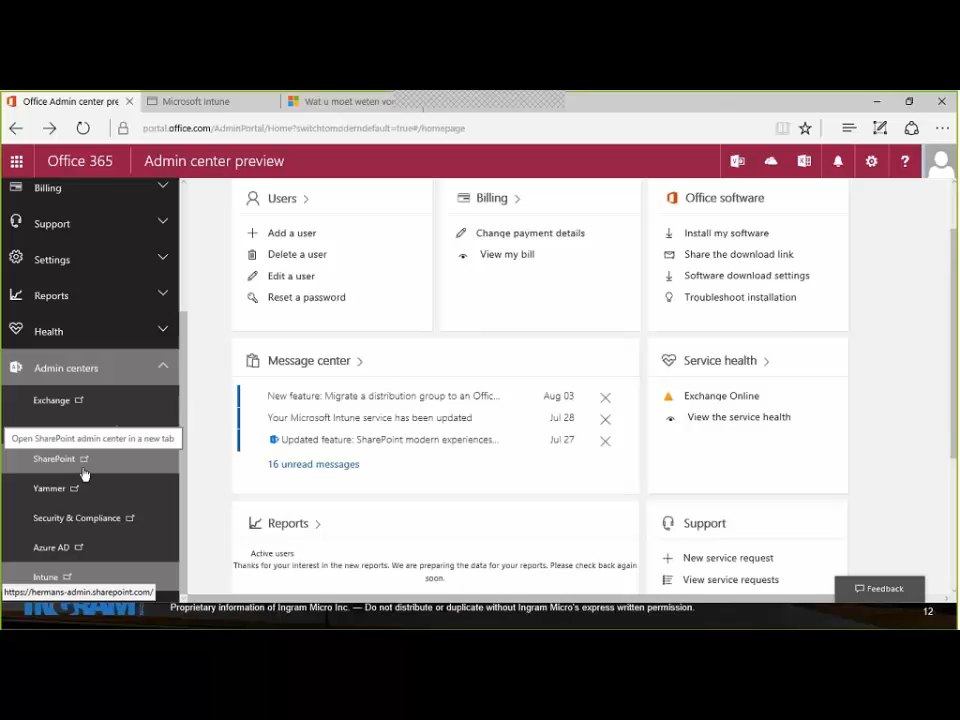 Office Admin center pre
Microsoft Intune
Wat u moet weten vo
portal.office.com/AdminPortal/Home?switchtomoderndefault=true#/homepage
Office 365
Admin center preview
Billing
Support
Settings
Reports
Health
Admin centers
Exchange
Open SharePoint admin center in a new tab
SharePoint
Yammer
Security & Compliance
Azure AD
Intune
https://hermans-admin.sharepoint.com/
Users
Add a user
Delete a user
Edit a user
Reset a password
Billing
Change payment details
View my bill
Office software
Install my software
Share the download link
Software download settings
Troubleshoot installation
Message center
New feature: Migrate a distribution group to an Offic... Aug 03
Your Microsoft Intune service has been updated Jul 28
Updated feature: SharePoint modern experiences... Jul 27
16 unread messages
Service health
Exchange Online
View the service health
Reports
Active users
Thanks for your interest in the new reports. We are preparing the data for your reports. Please check back again
soon.
Support
New service request
View service requests
Feedback
INGRAM
Proprietary information of Ingram Micro Inc. — Do not distribute or duplicate without Ingram Micro's express written permission.
12